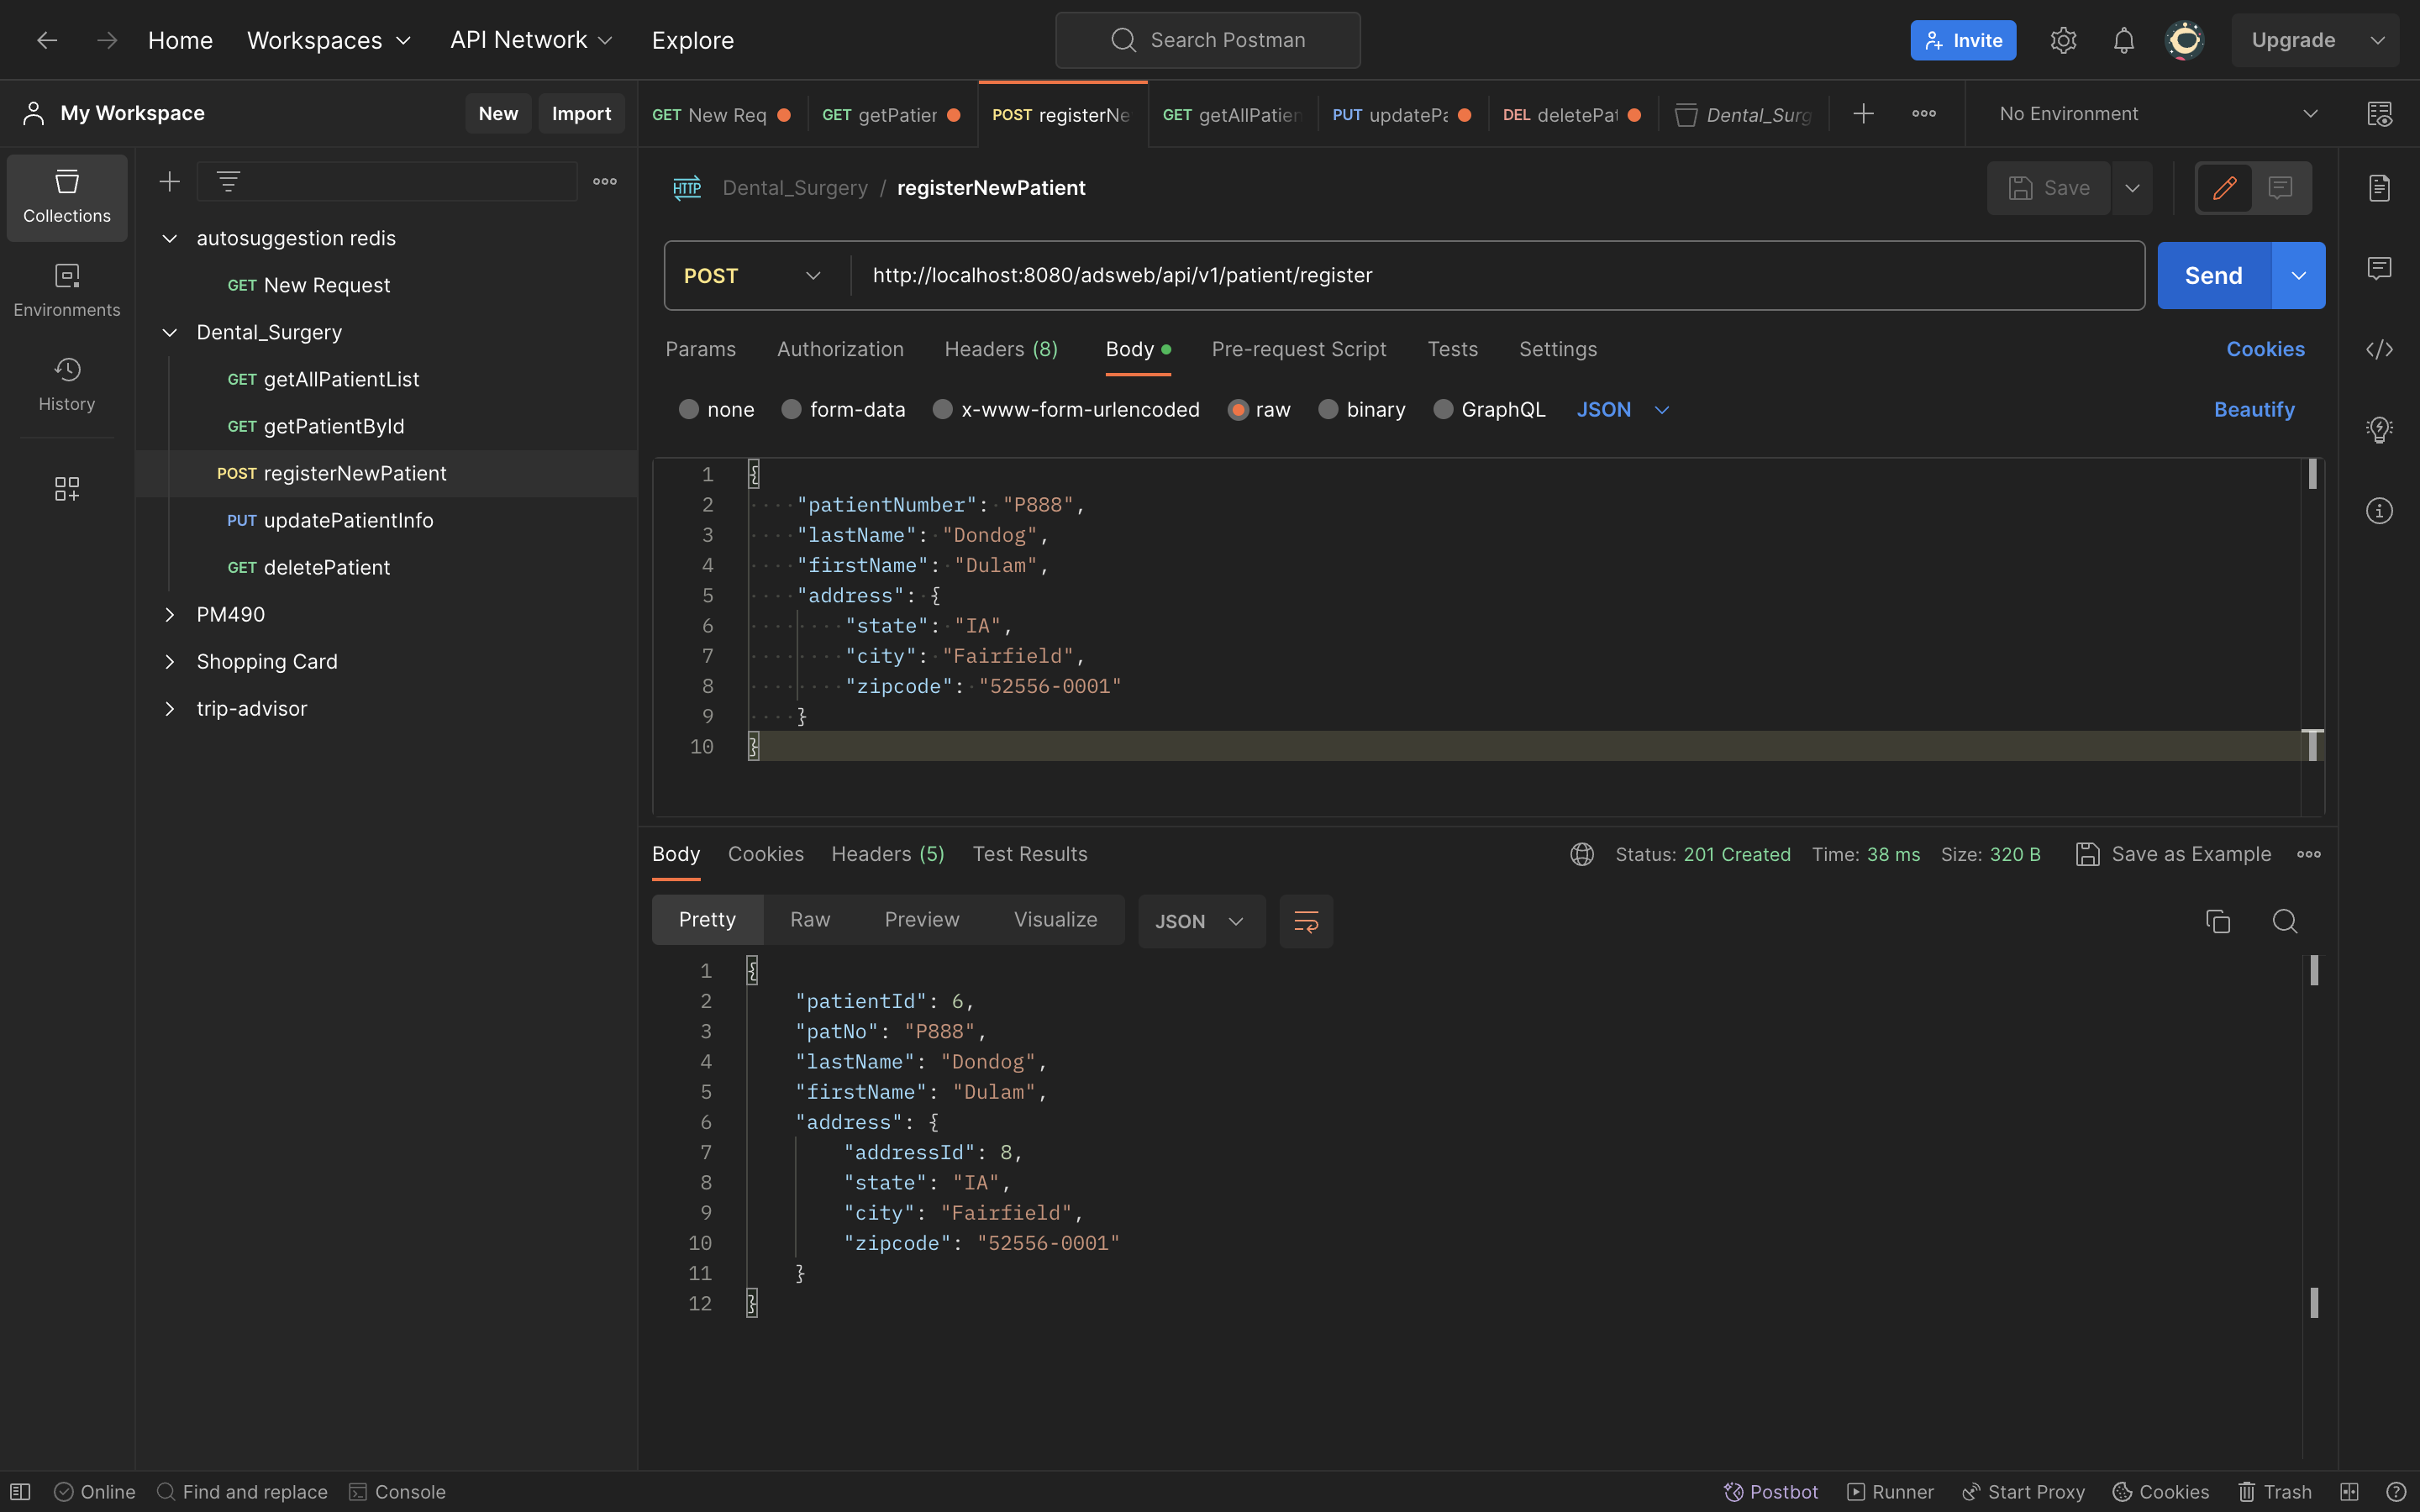 Home Workspaces API Network Explore Search Postman Invite Upgrade
My Workspace New Import
GET New Req GET getPatien POST registerNe GET getAllPatien PUT updatePa DEL deletePat Dental_Surg No Environment
Collections
Environments
History
autosuggestion redis
GET New Request
Dental_Surgery
GET getAllPatientList
GET getPatientById
POST registerNewPatient
PUT updatePatientInfo
GET deletePatient
PM490
Shopping Card
trip-advisor
HTTP Dental_Surgery / registerNewPatient Save
POST http://localhost:8080/adsweb/api/v1/patient/register Send
Params Authorization Headers (8) Body Pre-request Script Tests Settings Cookies
none form-data x-www-form-urlencoded raw binary GraphQL JSON Beautify
1 {
2 "patientNumber": "P888",
3 "lastName": "Dondog",
4 "firstName": "Dulam",
5 "address": {
6 "state": "IA",
7 "city": "Fairfield",
8 "zipcode": "52556-0001"
9 }
10 }
Body Cookies Headers (5) Test Results Status: 201 Created Time: 38 ms Size: 320 B Save as Example
Pretty Raw Preview Visualize JSON
1 {
2 "patientId": 6,
3 "patNo": "P888",
4 "lastName": "Dondog",
5 "firstName": "Dulam",
6 "address": {
7 "addressId": 8,
8 "state": "IA",
9 "city": "Fairfield",
10 "zipcode": "52556-0001"
11 }
12 }
Online Find and replace Console Postbot Runner Start Proxy Cookies Trash